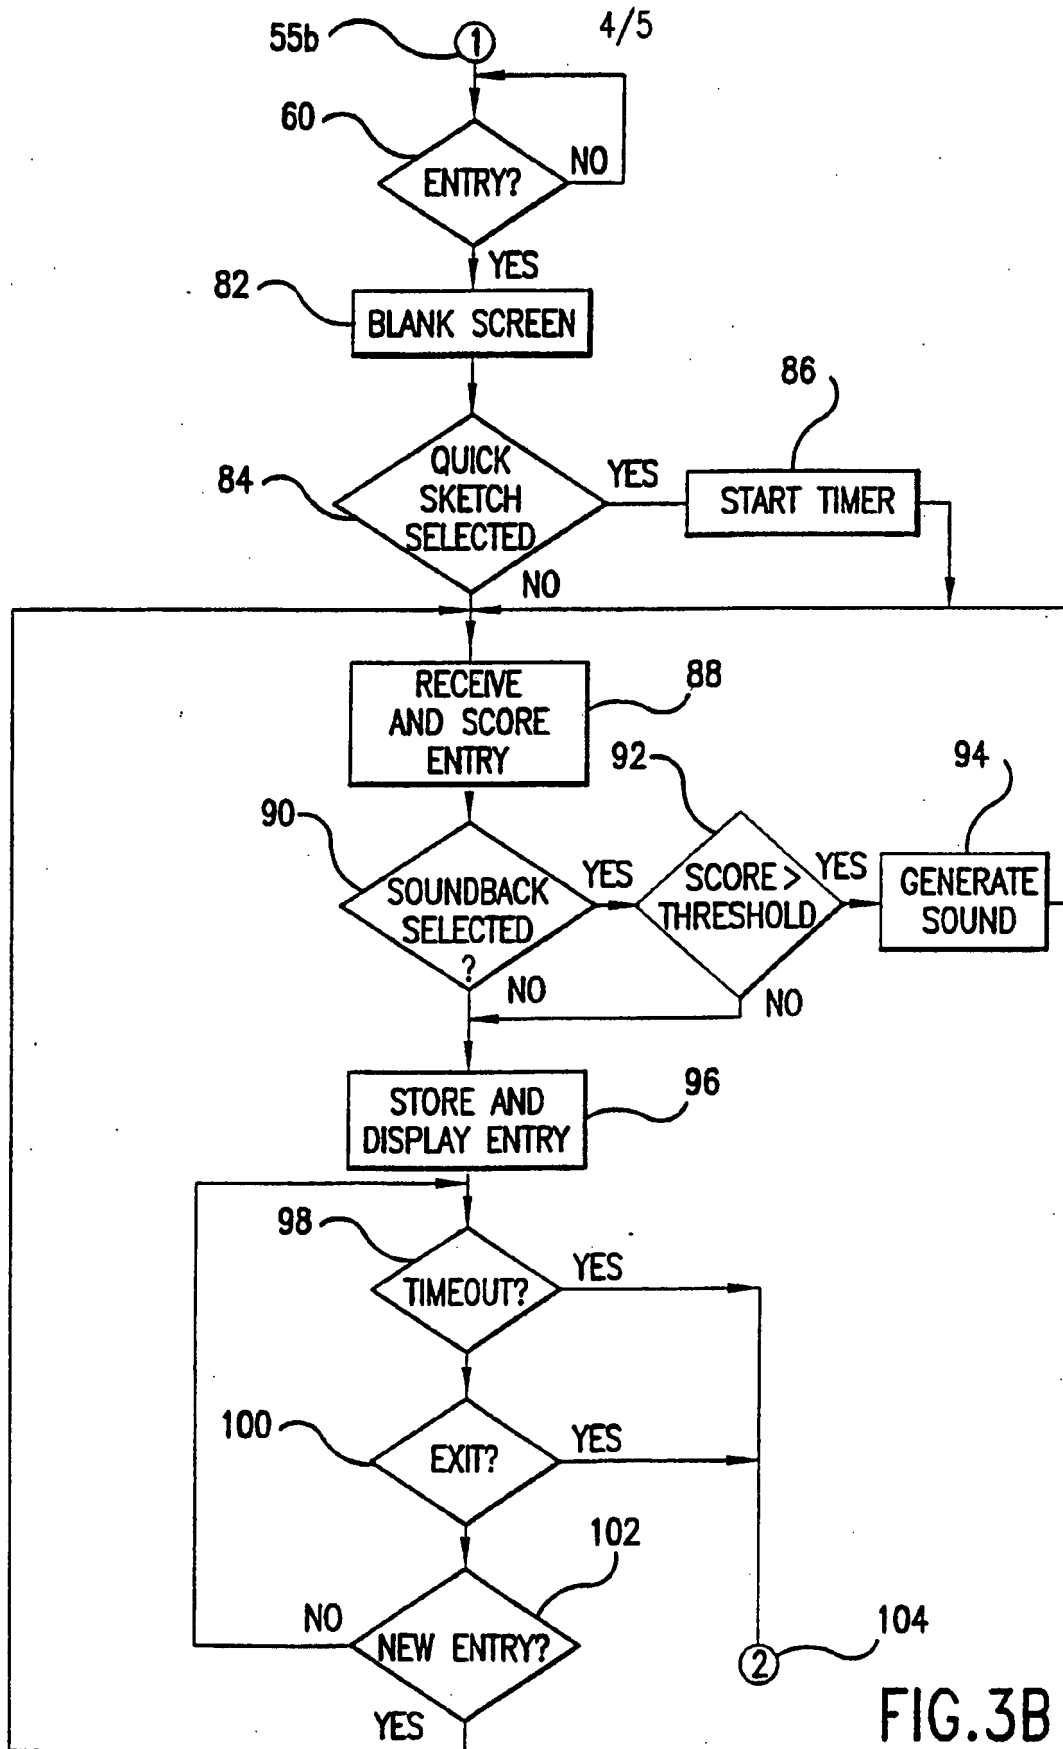 4/5
55b
1
60
ENTRY?
NO
YES
82
BLANK SCREEN
86
84
QUICK
SKETCH
SELECTED
YES
START TIMER
NO
RECEIVE
AND SCORE
ENTRY
88
92
94
90
SOUNDBACK
SELECTED
?
YES
SCORE >
THRESHOLD
YES
GENERATE
SOUND
NO
NO
STORE AND
DISPLAY ENTRY
96
98
TIMEOUT?
YES
100
EXIT?
YES
102
NO
NEW ENTRY?
YES
2
104
FIG.3B